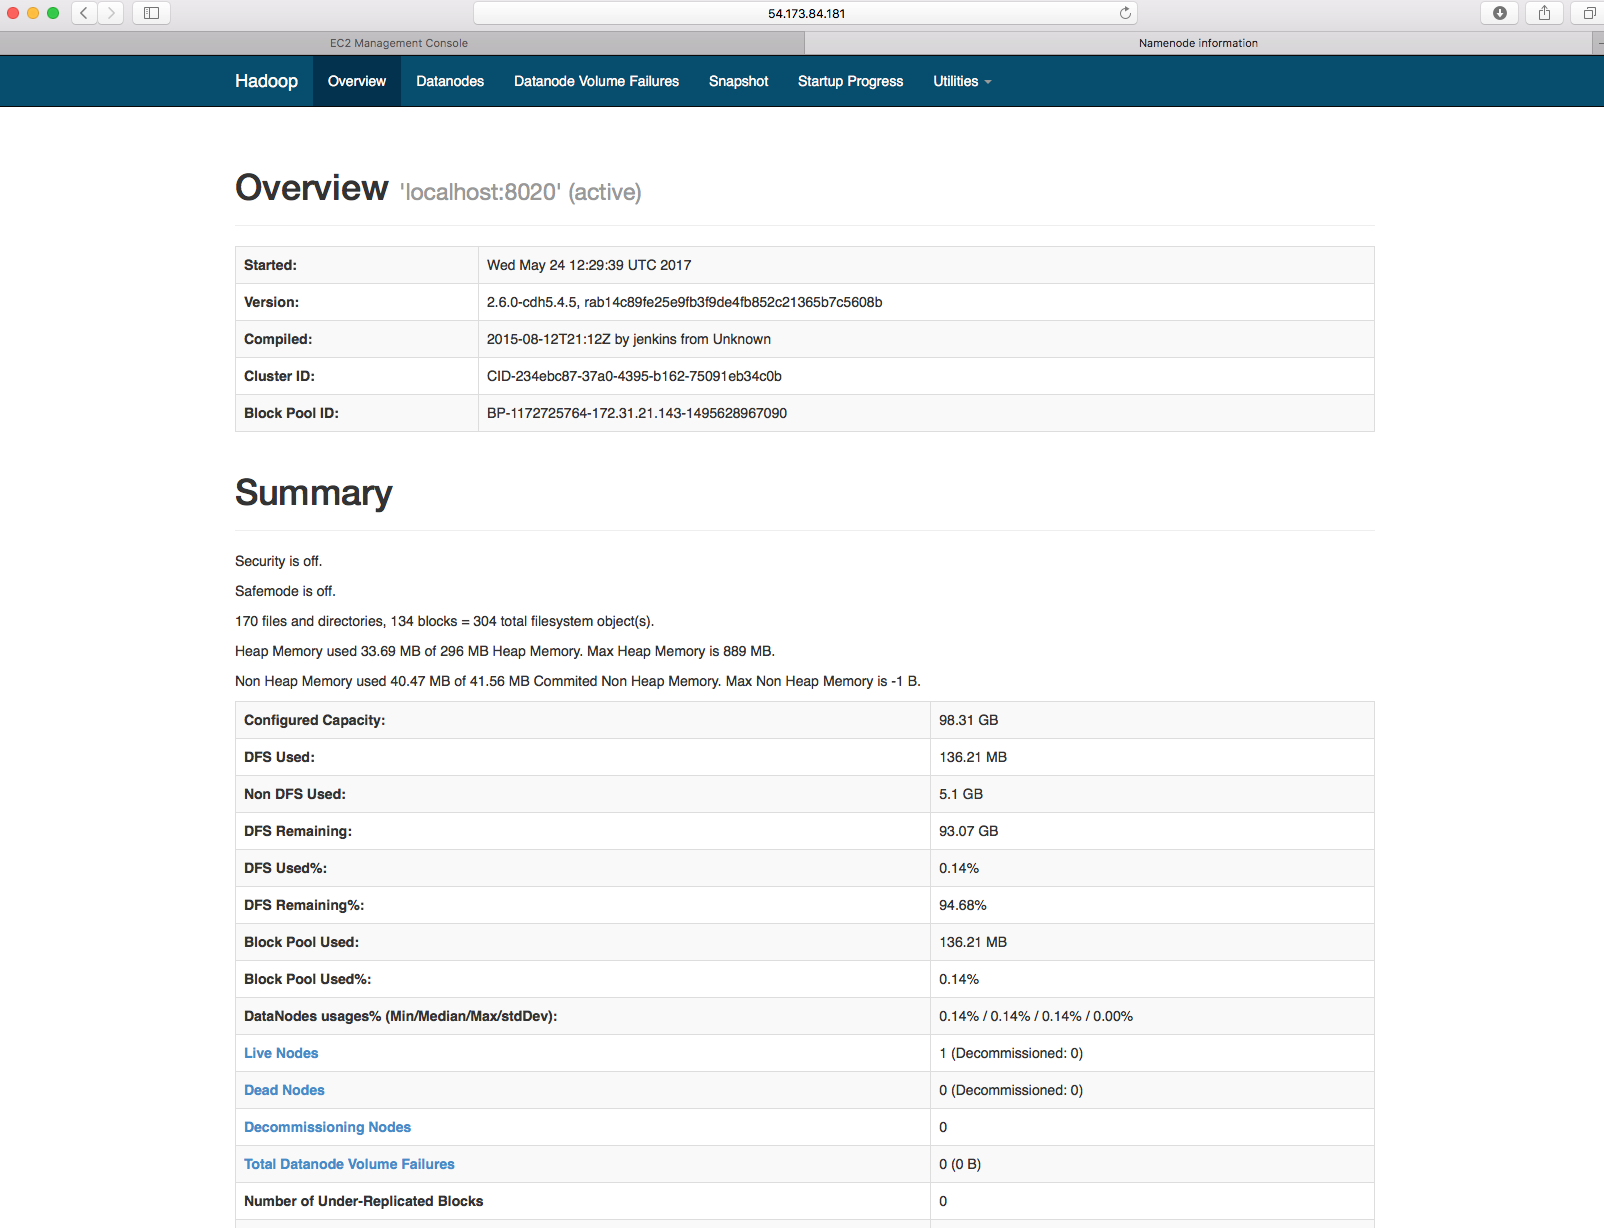 54.173.84.181
EC2 Management Console
Namenode information
Hadoop Overview Datanodes Datanode Volume Failures Snapshot Startup Progress Utilities
Overview 'localhost:8020' (active)
Started: Wed May 24 12:29:39 UTC 2017
Version: 2.6.0-cdh5.4.5, rab14c89fe25e9fb3f9de4fb852c21365b7c5608b
Compiled: 2015-08-12T21:12Z by jenkins from Unknown
Cluster ID: CID-234ebc87-37a0-4395-b162-75091eb34c0b
Block Pool ID: BP-1172725764-172.31.21.143-1495628967090
Summary
Security is off.
Safemode is off.
170 files and directories, 134 blocks = 304 total filesystem object(s).
Heap Memory used 33.69 MB of 296 MB Heap Memory. Max Heap Memory is 889 MB.
Non Heap Memory used 40.47 MB of 41.56 MB Commited Non Heap Memory. Max Non Heap Memory is -1 B.
Configured Capacity: 98.31 GB
DFS Used: 136.21 MB
Non DFS Used: 5.1 GB
DFS Remaining: 93.07 GB
DFS Used%: 0.14%
DFS Remaining%: 94.68%
Block Pool Used: 136.21 MB
Block Pool Used%: 0.14%
DataNodes usages% (Min/Median/Max/stdDev): 0.14% / 0.14% / 0.14% / 0.00%
Live Nodes 1 (Decommissioned: 0)
Dead Nodes 0 (Decommissioned: 0)
Decommissioning Nodes 0
Total Datanode Volume Failures 0 (0 B)
Number of Under-Replicated Blocks 0